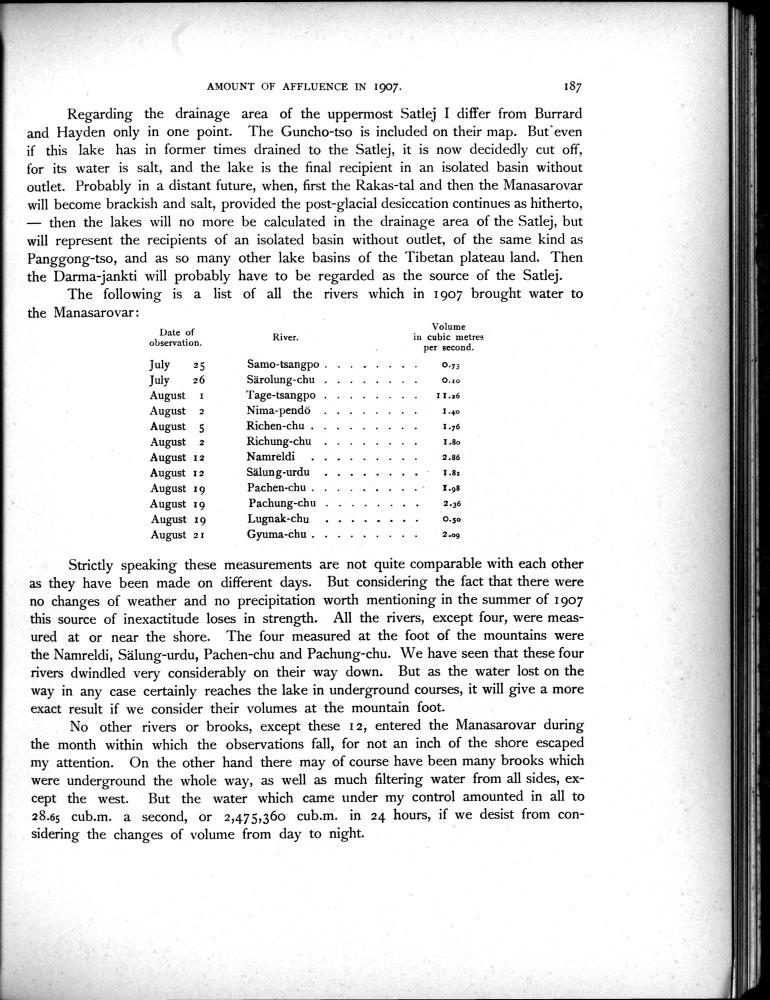 AMOUNT OF AFFLUENCE IN 1907. 187
Regarding the drainage area of the uppermost Satlej I differ from Burrard
and Hayden only in one point. The Guncho-tso is included on their map. But even
if this lake has in former times drained to the Satlej, it is now decidedly cut off,
for its water is salt, and the lake is the final recipient in an isolated basin without
outlet. Probably in a distant future, when, first the Rakas-tal and then the Manasarovar
will become brackish and salt, provided the post-glacial desiccation continues as hitherto,
— then the lakes will no more be calculated in the drainage area of the Satlej, but
will represent the recipients of an isolated basin without outlet, of the same kind as
Panggong-tso, and as so many other lake basins of the Tibetan plateau land. Then
the Darma-jankti will probably have to be regarded as the source of the Satlej.
The following is a list of all the rivers which in 1907 brought water to
the Manasarovar:
Date of observation. River. Volume in cubic metres per second.
July 25 Samo-tsangpo . . . . . . . 0.73
July 26 Särolung-chu . . . . . . . 0.10
August 1 Tage-tsangpo . . . . . . . 11.26
August 2 Nima-pendö . . . . . . . 1.40
August 5 Richen-chu . . . . . . . . 1.76
August 2 Richung-chu . . . . . . . 1.80
August 12 Namreldi . . . . . . . . 2.86
August 12 Sälung-urdu . . . . . . . 1.81
August 19 Pachen-chu . . . . . . . . 1.98
August 19 Pachung-chu . . . . . . . 2.36
August 19 Lugnak-chu . . . . . . . 0.50
August 21 Gyuma-chu . . . . . . . . 2.09
Strictly speaking these measurements are not quite comparable with each other
as they have been made on different days. But considering the fact that there were
no changes of weather and no precipitation worth mentioning in the summer of 1907
this source of inexactitude loses in strength. All the rivers, except four, were meas-
ured at or near the shore. The four measured at the foot of the mountains were
the Namreldi, Sälung-urdu, Pachen-chu and Pachung-chu. We have seen that these four
rivers dwindled very considerably on their way down. But as the water lost on the
way in any case certainly reaches the lake in underground courses, it will give a more
exact result if we consider their volumes at the mountain foot.
No other rivers or brooks, except these 12, entered the Manasarovar during
the month within which the observations fall, for not an inch of the shore escaped
my attention. On the other hand there may of course have been many brooks which
were underground the whole way, as well as much filtering water from all sides, ex-
cept the west. But the water which came under my control amounted in all to
28.65 cub.m. a second, or 2,475,360 cub.m. in 24 hours, if we desist from con-
sidering the changes of volume from day to night.